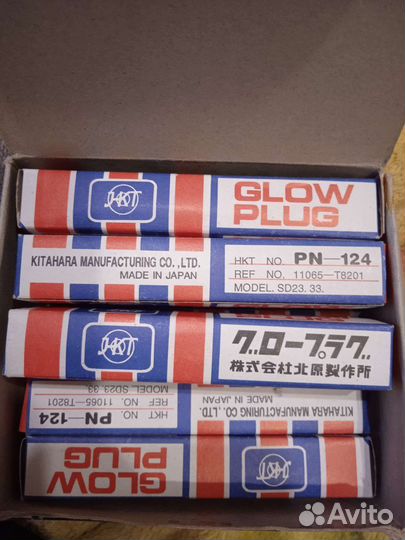 HKT
GLOW
PLUG
KITAHARA MANUFACTURING CO.,LTD.
MADE IN JAPAN
HKT NO. PN-124
REF NO. 11065-T8201
MODEL. SD23. 33.
HKT
グロープラグ
株式会社北原製作所
KITAHARA MANUFACTURING CO.,LTD.
MADE IN JAPAN
HKT NO. PN-124
REF NO. 11065-T8201
MODEL SD23 33.
HKT
GLOW
PLUG
Avito